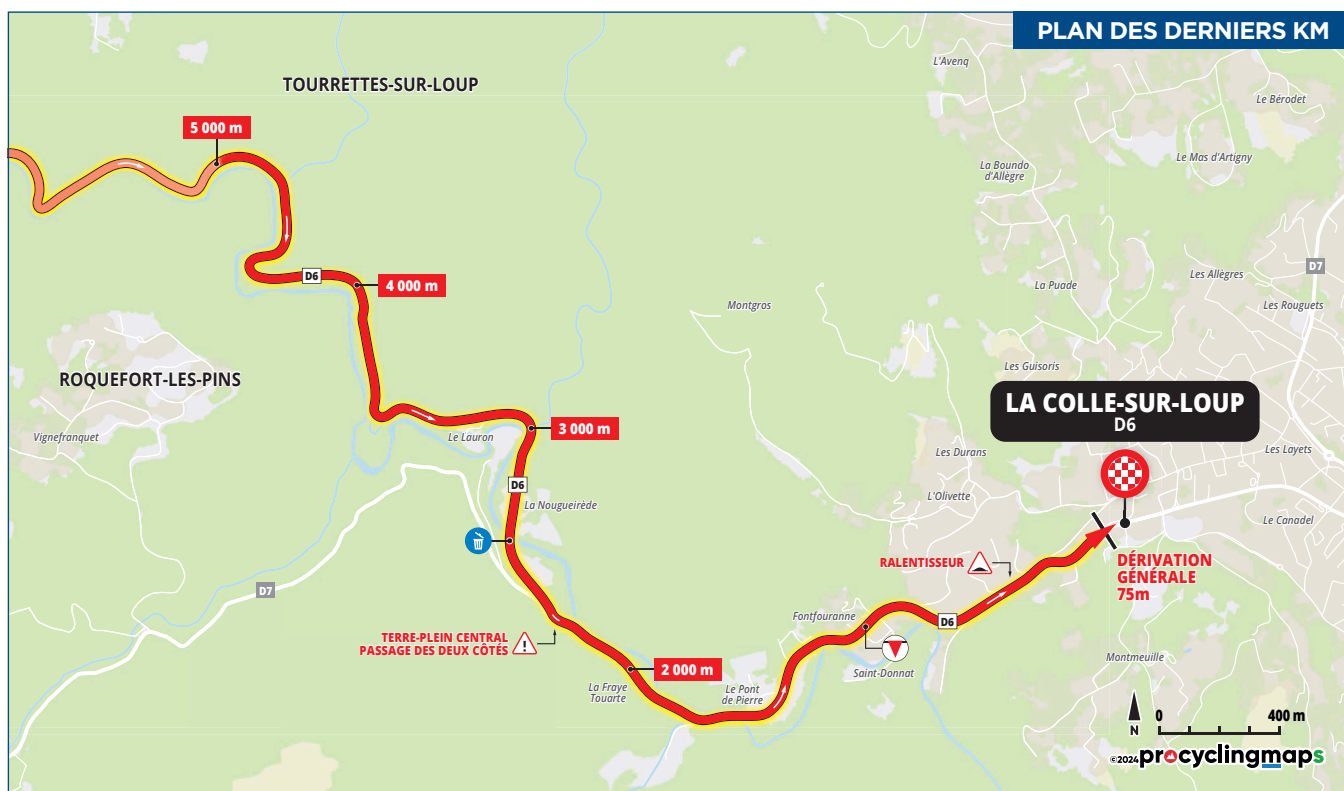 PLAN DES DERNIERS KM
L'Avenq
TOURRETTES-SUR-LOUP
Le Bérodet
5 000 m
Le Mas d'Artigny
La Boundo
d'Allègre
D7
D6
4 000 m
Les Allègres
La Puade
Montgros
Les Rouguets
Les Guisoris
ROQUEFORT-LES-PINS
LA COLLE-SUR-LOUP
D6
3 000 m
Vignefranquet
Le Lauron
Les Durans
Les Layets
D6
L'Olivette
La Nougueirède
Le Canadel
RALENTISSEUR
DÉRIVATION
GÉNÉRALE
75m
D7
Fontfouranne
D6
TERRE-PLEIN CENTRAL
PASSAGE DES DEUX CÔTÉS
!
2 000 m
Saint-Donnat
Montmeuille
La Fraye
Touarte
Le Pont
de Pierre
0
400 m
N
©2024 procyclingmaps